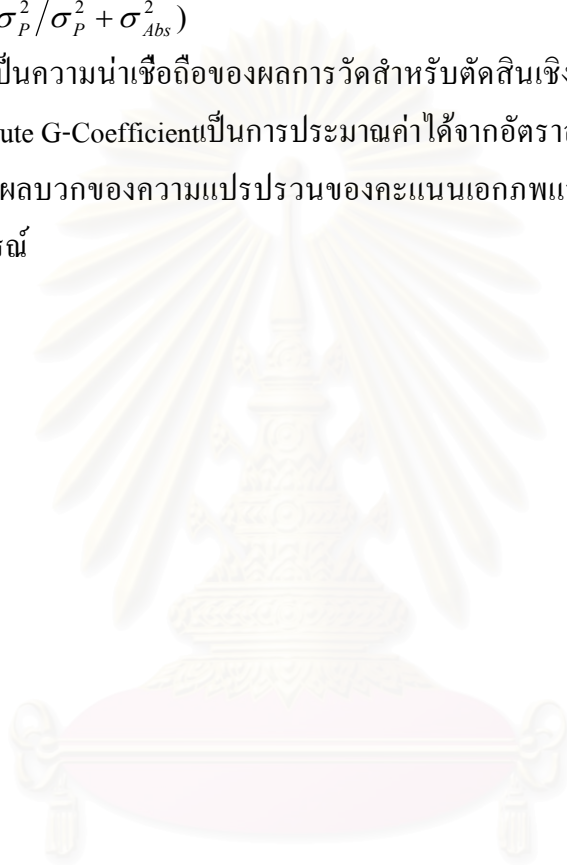 σ²_P/σ²_P + σ²_Abs)
ป็นความน่าเชื่อถือของผลการวัดสำหรับตัดสินเชิง
ute G-Coefficientเป็นการประมาณค่าได้จากอัตรา
ผลบวกของความแปรปรวนของคะแนนเอกภพแ
รณ์